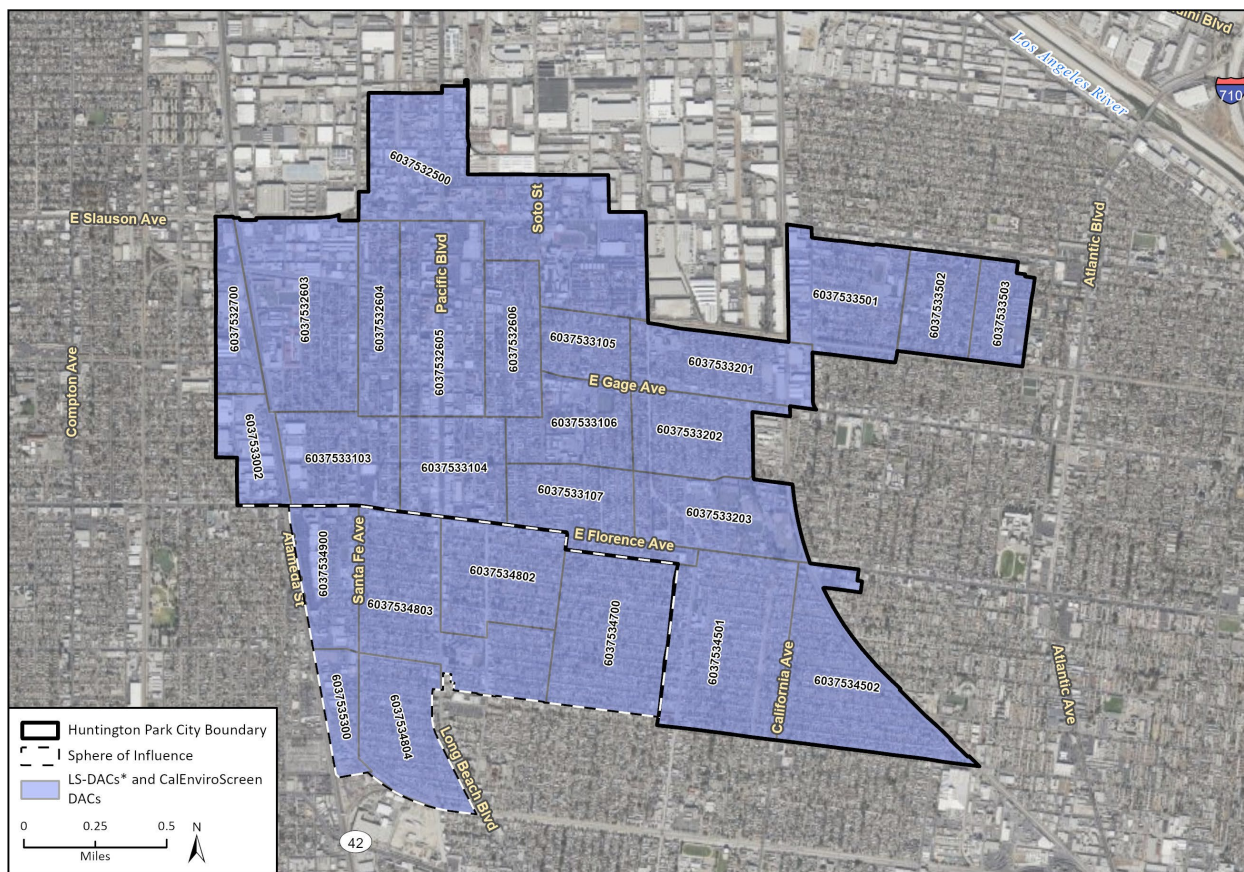 uini Blvd
Los Angeles River
710
6037532500
E Slauson Ave
Soto St
Pacific Blvd
Atlantic Blvd
6037532700
6037532603
6037532604
6037532605
6037532606
6037533501
6037533502
6037533503
6037533105
6037533201
Compton Ave
E Gage Ave
6037533106
6037533202
6037533002
6037533103
6037533104
6037533107
6037533203
E Florence Ave
Alameda St
6037534900
Santa Fe Ave
6037534802
6037534803
6037534700
6037534501
California Ave
6037534502
Atlantic Ave
6037535300
6037534804
Long Beach Blvd
42
Huntington Park City Boundary
Sphere of Influence
LS-DACs* and CalEnviroScreen
DACs
0 0.25 0.5
Miles
N